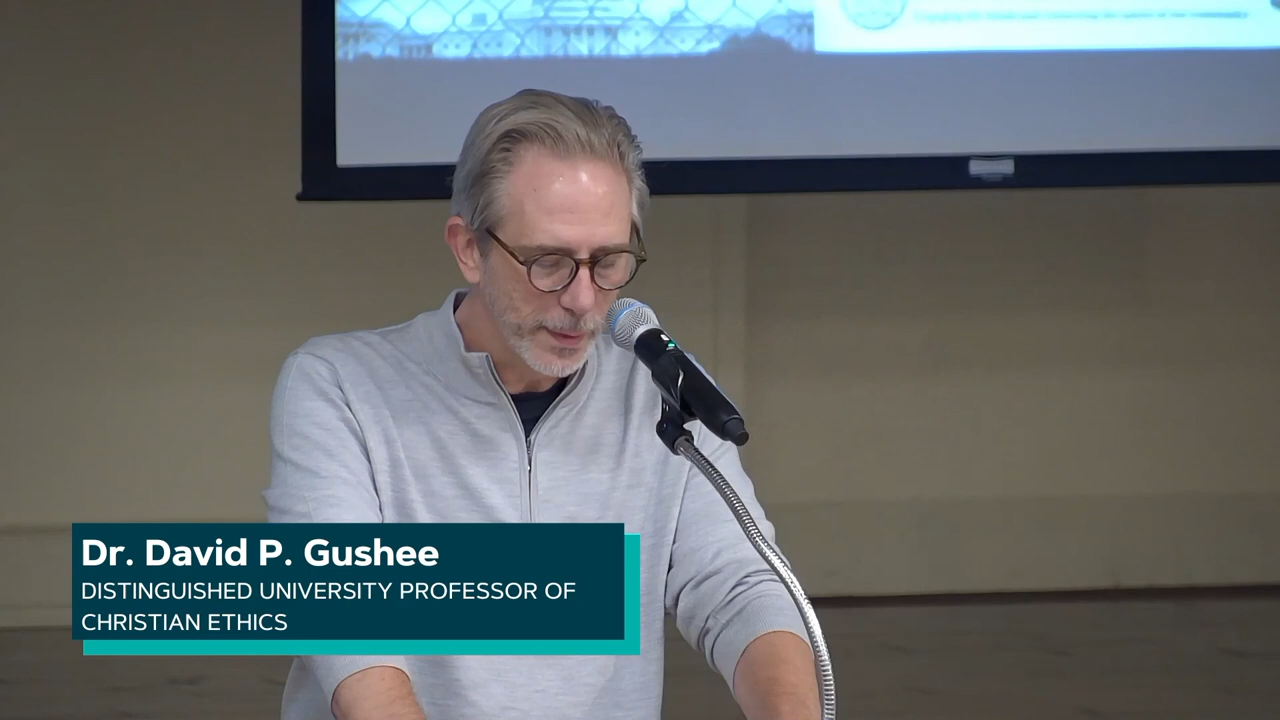 Dr. David P. Gushee
DISTINGUISHED UNIVERSITY PROFESSOR OF
CHRISTIAN ETHICS